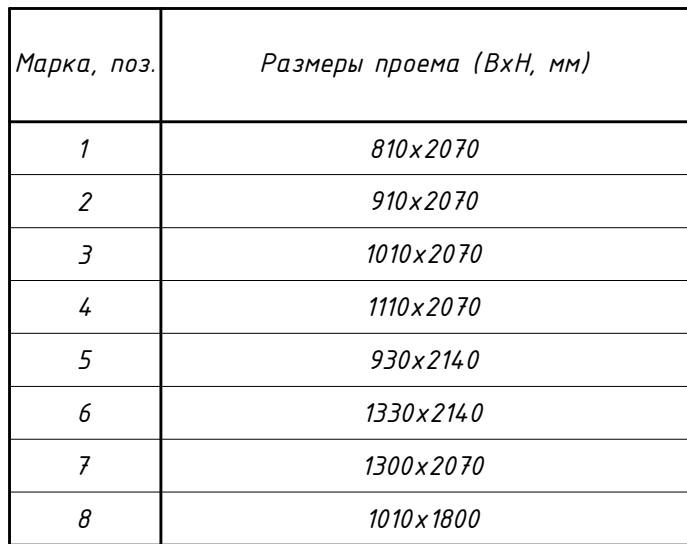 Марка, поз. Размеры проема (ВхН, мм)
1 810х2070
2 910х2070
3 1010х2070
4 1110х2070
5 930х2140
6 1330х2140
7 1300х2070
8 1010х1800